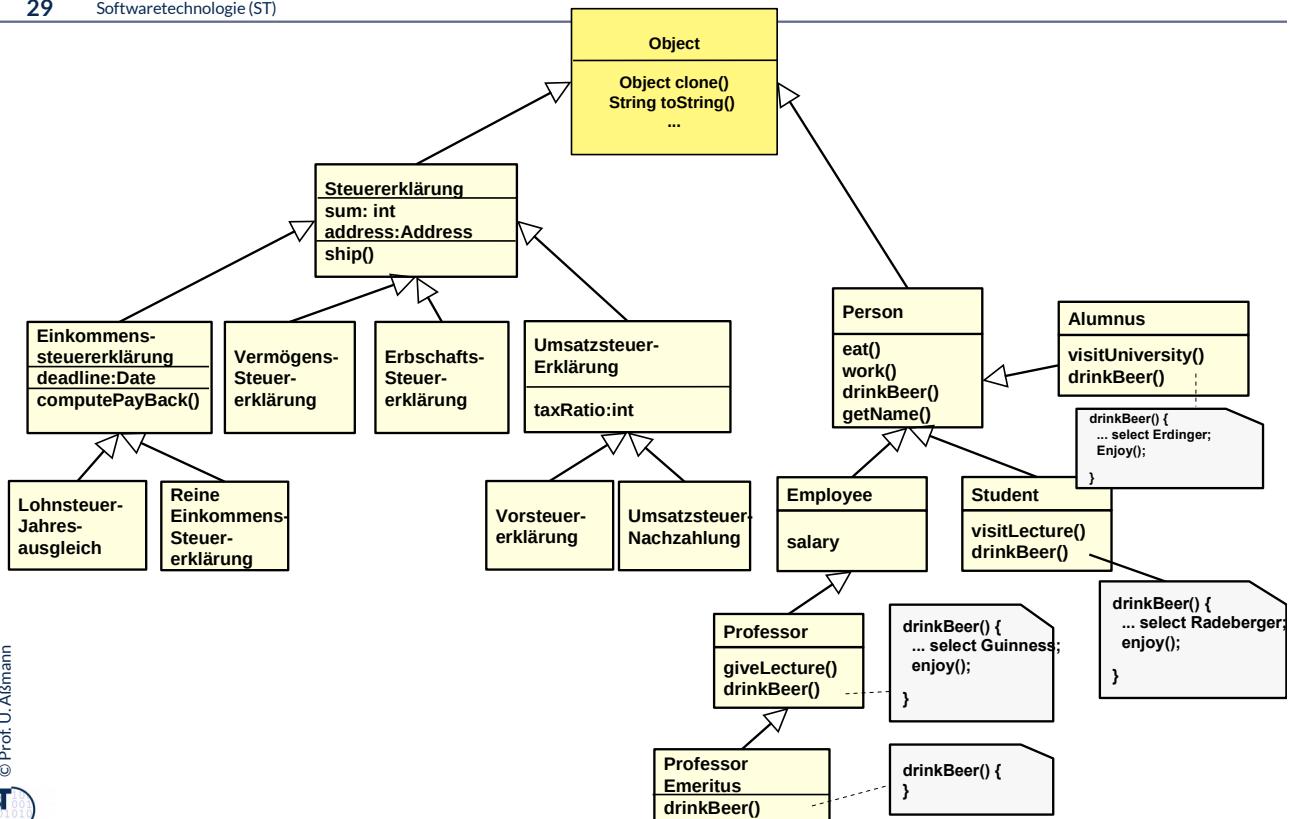 29 Softwaretechnologie (ST)
Object
Object clone()
String toString()
...
Steuererklärung
sum: int
address:Address
ship()
Einkommens-
steuererklärung
deadline:Date
computePayBack()
Vermögens-
Steuer-
erklärung
Erbschafts-
Steuer-
erklärung
Umsatzsteuer-
Erklärung
taxRatio:int
Person
eat()
work()
drinkBeer()
getName()
Alumnus
visitUniversity()
drinkBeer()
drinkBeer() {
... select Erdinger;
Enjoy();
}
Lohnsteuer-
Jahres-
ausgleich
Reine
Einkommens-
Steuer-
erklärung
Vorsteuer-
erklärung
Umsatzsteuer-
Nachzahlung
Employee
salary
Student
visitLecture()
drinkBeer()
drinkBeer() {
... select Radeberger;
enjoy();
}
Professor
giveLecture()
drinkBeer()
drinkBeer() {
... select Guinness;
enjoy();
}
Professor
Emeritus
drinkBeer()
drinkBeer() {
}
© Prof. U. Aßmann